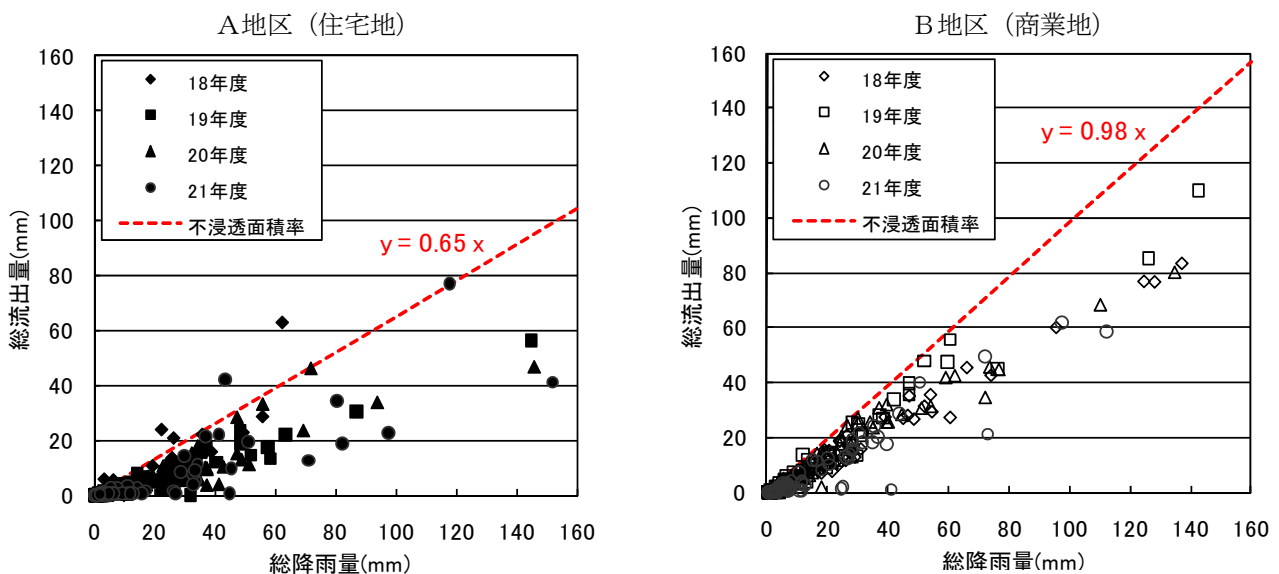 A地区（住宅地）
160
140
120
100
80
60
40
20
0
総流出量(mm)
18年度
19年度
20年度
21年度
不浸透面積率
y = 0.65 x
0 20 40 60 80 100 120 140 160
総降雨量(mm)
B地区（商業地）
160
140
120
100
80
60
40
20
0
総流出量(mm)
18年度
19年度
20年度
21年度
不浸透面積率
y = 0.98 x
0 20 40 60 80 100 120 140 160
総降雨量(mm)